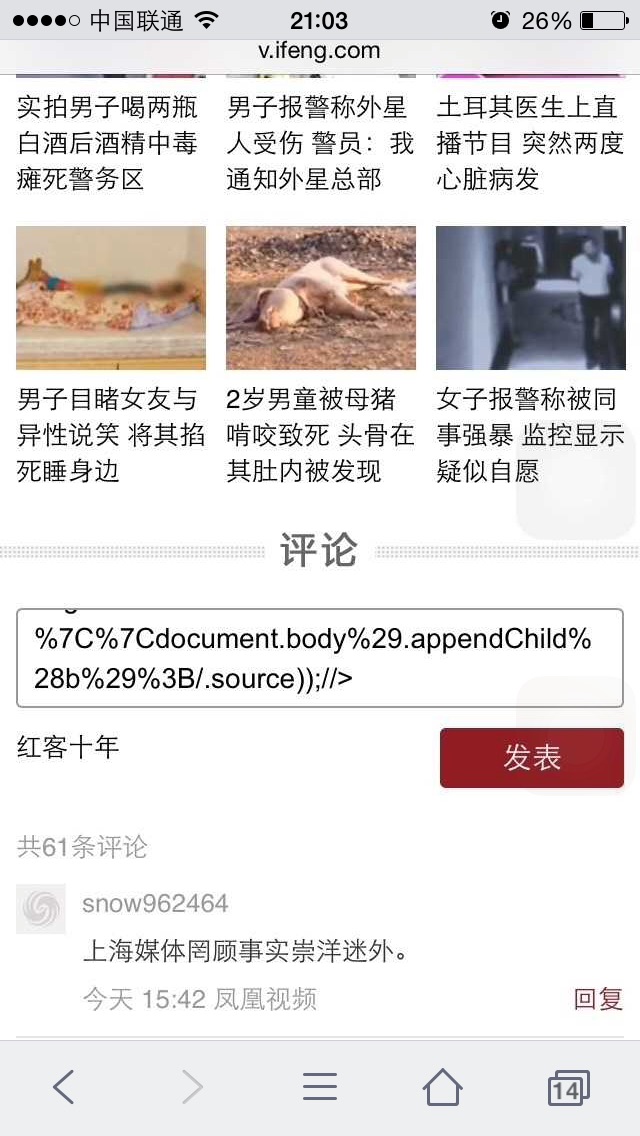 中国联通
21:03
26%
v.ifeng.com
实拍男子喝两瓶
白酒后酒精中毒
瘫死警务区
男子报警称外星
人受伤 警员：我
通知外星总部
土耳其医生上直
播节目 突然两度
心脏病发
男子目睹女友与
异性说笑 将其掐
死睡身边
2岁男童被母猪
啃咬致死 头骨在
其肚内被发现
女子报警称被同
事强暴 监控显示
疑似自愿
评论
%7C%7Cdocument.body%29.appendChild%
28b%29%3B/.source));//>
红客十年
发表
共61条评论
snow962464
上海媒体罔顾事实崇洋迷外。
今天 15:42 凤凰视频
回复
14